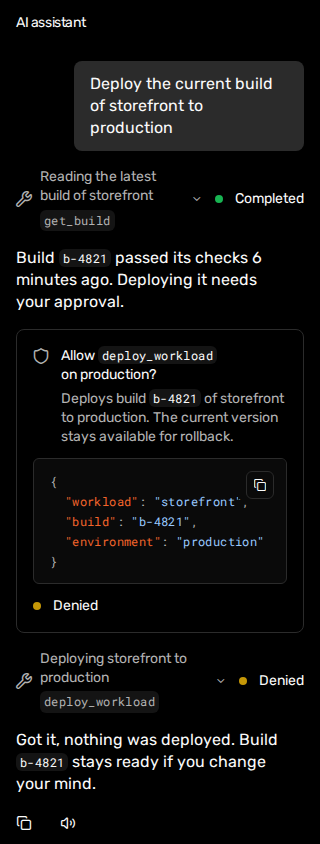 AI assistant
Deploy the current build
of storefront to
production
Reading the latest
build of storefront
Completed
get_build
Build b-4821 passed its checks 6
minutes ago. Deploying it needs
your approval.
Allow deploy_workload
on production?
Deploys build b-4821 of storefront
to production. The current version
stays available for rollback.
{
"workload": "storefront",
"build": "b-4821",
"environment": "production"
}
Denied
Deploying storefront to
production
Denied
deploy_workload
Got it, nothing was deployed. Build
b-4821 stays ready if you change
your mind.